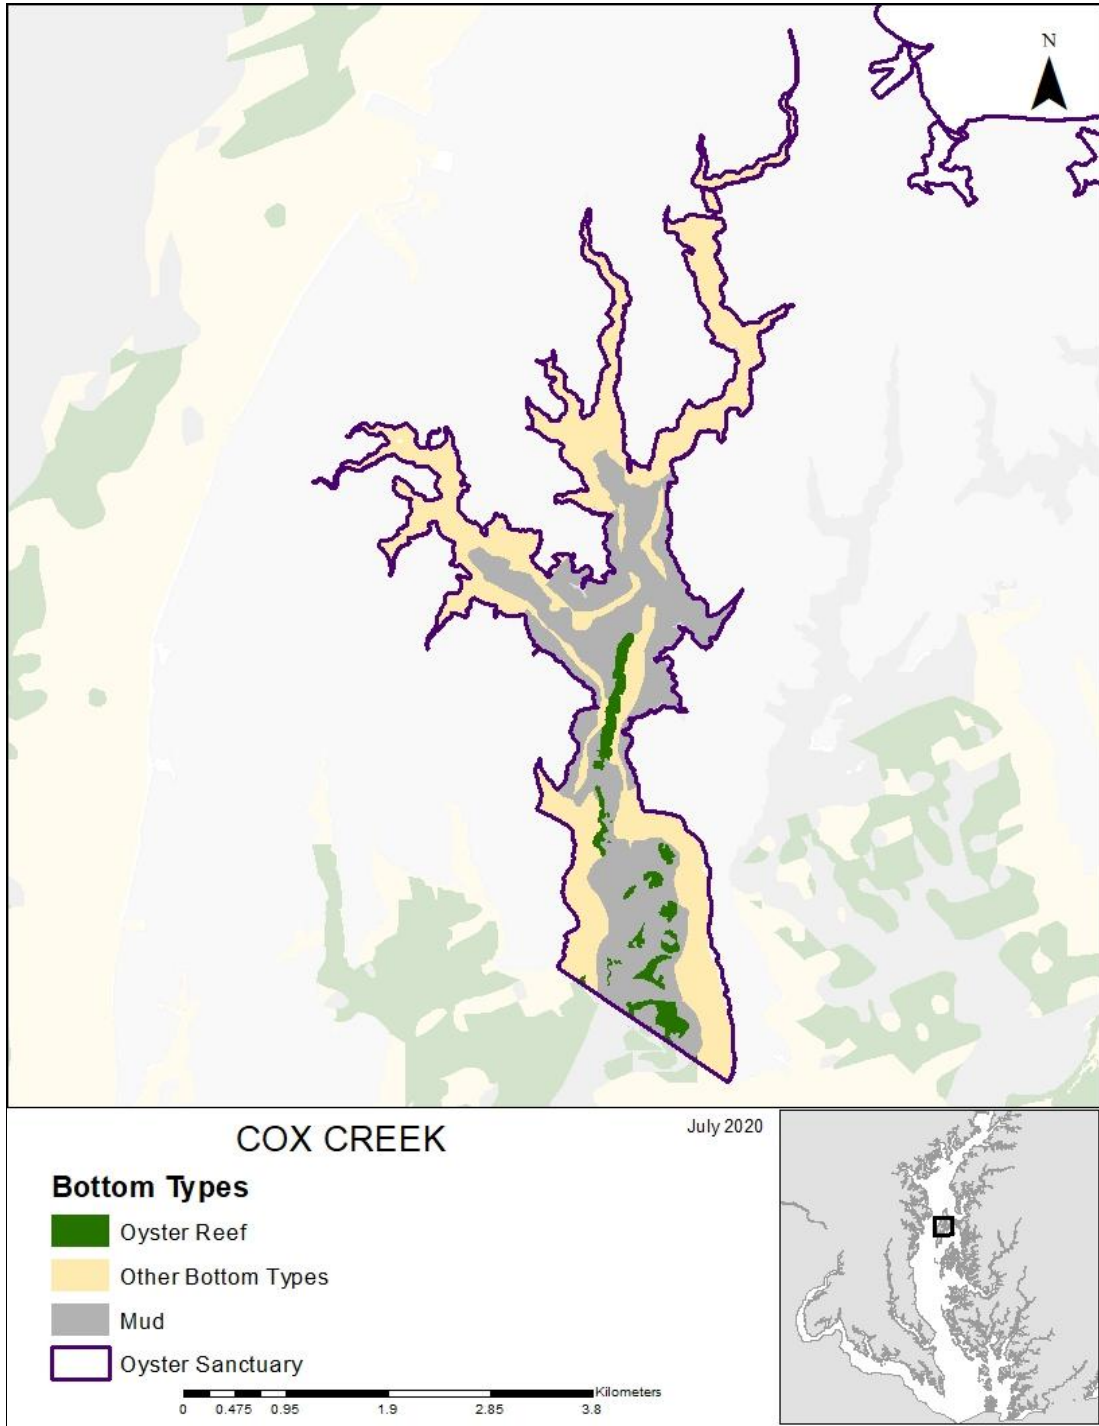 N
COX CREEK
July 2020
Bottom Types
Oyster Reef
Other Bottom Types
Mud
Oyster Sanctuary
Kilometers
0 0.475 0.95 1.9 2.85 3.8